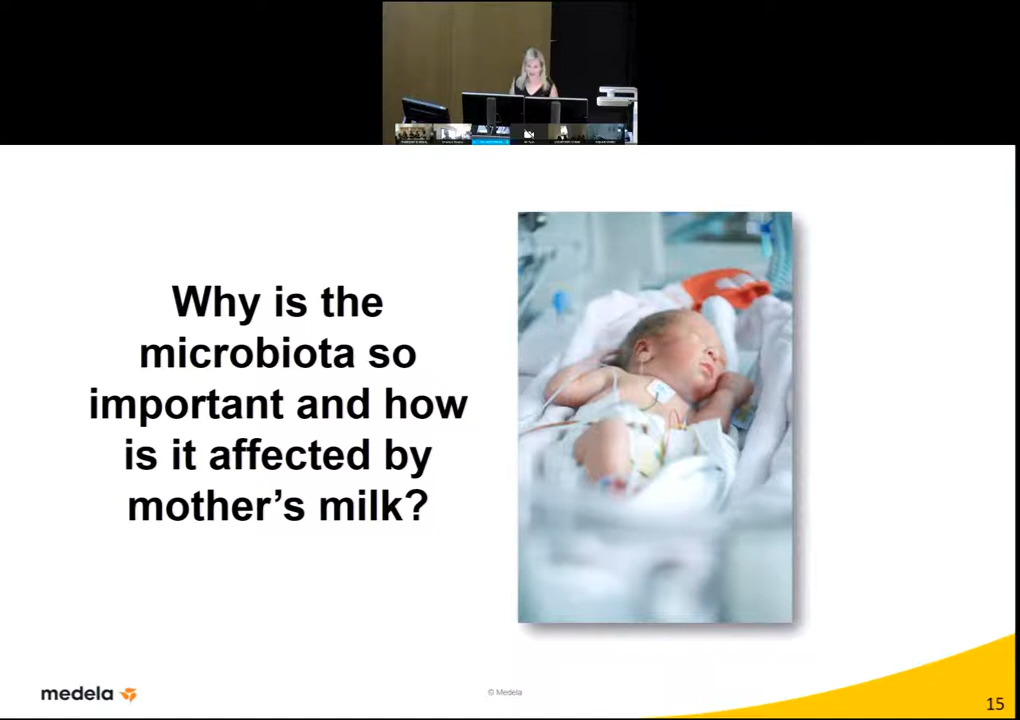 Why is the
microbiota so
important and how
is it affected by
mother's milk?
medela
© Medela
15